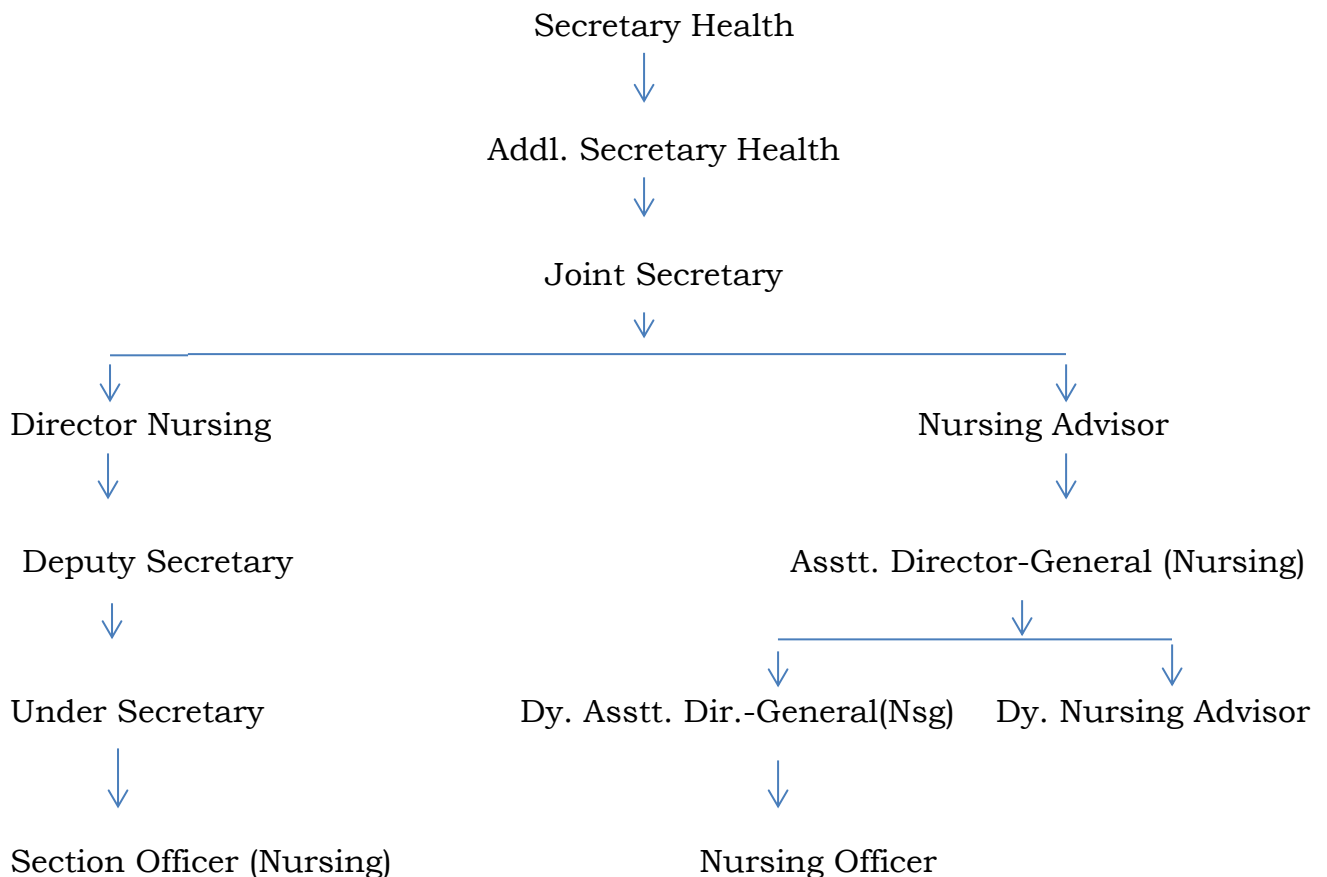 Secretary Health
Addl. Secretary Health
Joint Secretary
Director Nursing Nursing Advisor
Deputy Secretary Asstt. Director-General (Nursing)
Under Secretary Dy. Asstt. Dir.-General(Nsg) Dy. Nursing Advisor
Section Officer (Nursing) Nursing Officer